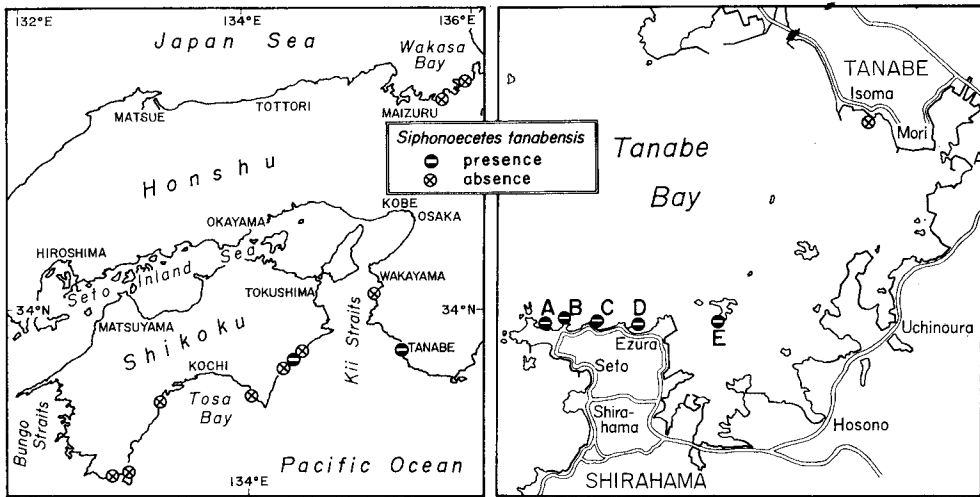 132°E
134°E
136°E
Japan Sea
Wakasa
Bay
MATSUE
TOTTORI
MAIZURU
Siphonoecetes tanabensis
presence
absence
Honshu
KOBE
OSAKA
OKAYAMA
HIROSHIMA
Seto Inland Sea
WAKAYAMA
TOKUSHIMA
34°N
34°N
MATSUYAMA
Shikoku
Kii Straits
TANABE
KOCHI
Tosa
Bay
Bungo
Straits
Pacific Ocean
134°E
TANABE
Isoma
Mori
Tanabe
Bay
A
B
C
D
E
Ezura
Uchinoura
Seto
Shira-
hama
Hosono
SHIRAHAMA